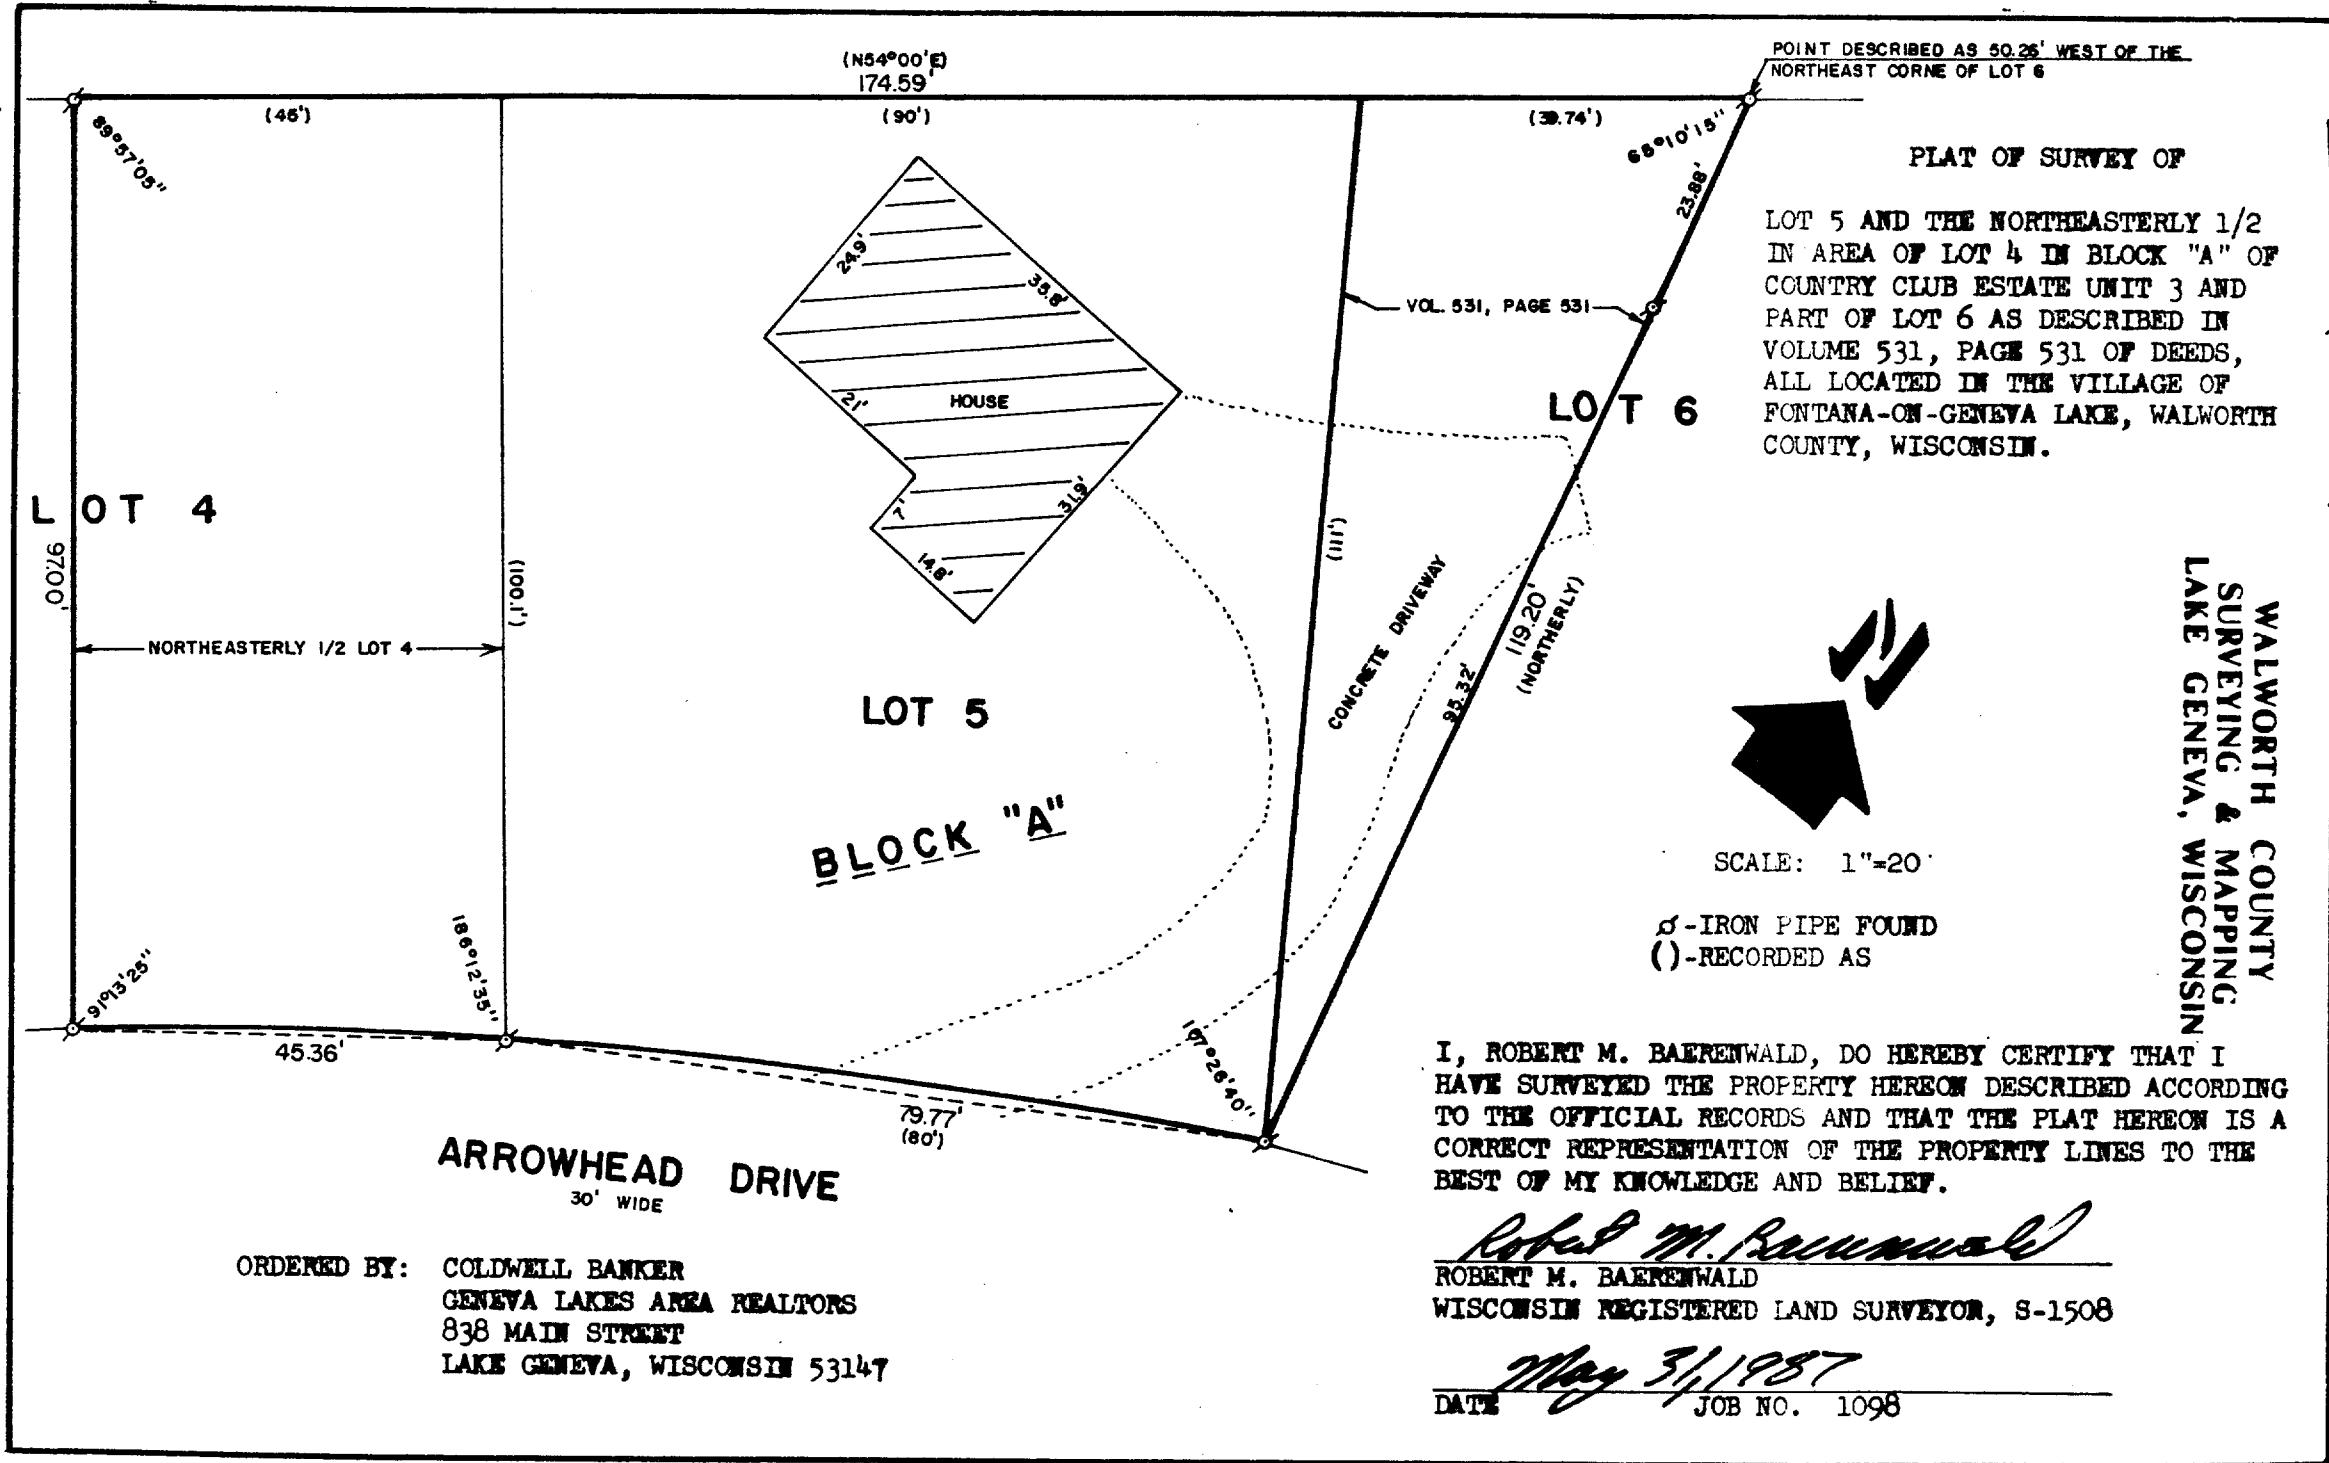 (N54°00'E)
174.59'
POINT DESCRIBED AS 50.26' WEST OF THE
NORTHEAST CORNE OF LOT 6
(45')
(90')
(39.74')
89°57'05"
68°10'15"
23.88'
PLAT OF SURVEY OF
LOT 5 AND THE NORTHEASTERLY 1/2
IN AREA OF LOT 4 IN BLOCK "A" OF
COUNTRY CLUB ESTATE UNIT 3 AND
PART OF LOT 6 AS DESCRIBED IN
VOLUME 531, PAGE 531 OF DEEDS,
ALL LOCATED IN THE VILLAGE OF
FONTANA-ON-GENEVA LAKE, WALWORTH
COUNTY, WISCONSIN.
24.9'
35.8'
VOL. 531, PAGE 531
21'
HOUSE
LOT 6
7'
31.9'
14.8'
LOT 4
97.00'
(100.1')
(111')
NORTHEASTERLY 1/2 LOT 4
CONCRETE DRIVEWAY
119.20'
(NORTHERLY)
95.32'
LOT 5
BLOCK "A"
WALWORTH COUNTY
SURVEYING & MAPPING
LAKE GENEVA, WISCONSIN
SCALE: 1"=20'
-IRON PIPE FOUND
()-RECORDED AS
91°13'25"
186°12'35"
107°26'40"
45.36'
79.77'
(80')
ARROWHEAD DRIVE
30' WIDE
I, ROBERT M. BAERENWALD, DO HEREBY CERTIFY THAT I
HAVE SURVEYED THE PROPERTY HEREON DESCRIBED ACCORDING
TO THE OFFICIAL RECORDS AND THAT THE PLAT HEREON IS A
CORRECT REPRESENTATION OF THE PROPERTY LINES TO THE
BEST OF MY KNOWLEDGE AND BELIEF.
Robert M. Baerenwald
ROBERT M. BAERENWALD
WISCONSIN REGISTERED LAND SURVEYOR, S-1508
May 31, 1987
DATE JOB NO. 1098
ORDERED BY: COLDWELL BANKER
GENEVA LAKES AREA REALTORS
838 MAIN STREET
LAKE GENEVA, WISCONSIN 53147